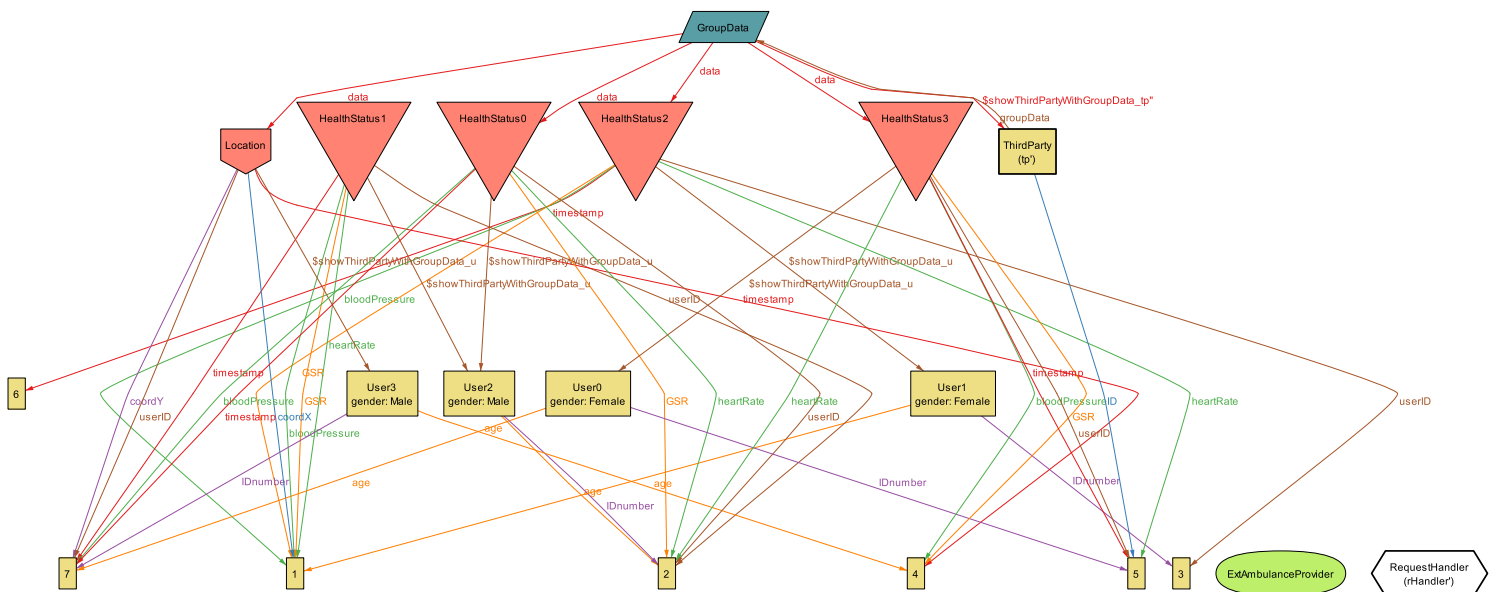 GroupData
data
data
data
data
$showThirdPartyWithGroupData_tp"
groupData
HealthStatus1
HealthStatus0
HealthStatus2
HealthStatus3
Location
ThirdParty
(tp')
timestamp
$showThirdPartyWithGroupData_u
$showThirdPartyWithGroupData_u
$showThirdPartyWithGroupData_u
$showThirdPartyWithGroupData_u
$showThirdPartyWithGroupData_u
bloodPressure
userID
timestamp
heartRate
timestamp
GSR
timestamp
6
User3
gender: Male
User2
gender: Male
User0
gender: Female
User1
gender: Female
coordY
bloodPressure
GSR
GSR
heartRate
heartRate
bloodPressure
ID
heartRate
userID
userID
timestamp
coordX
userID
GSR
bloodPressure
age
userID
IDnumber
age
age
IDnumber
age
IDnumber
IDnumber
7
1
2
4
5
3
ExtAmbulanceProvider
RequestHandler
(rHandler')